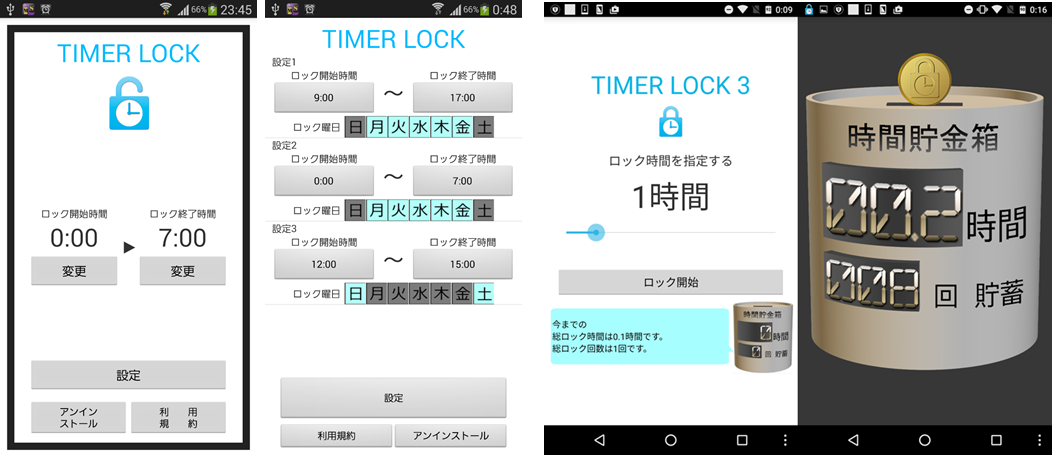 66% 23:45
TIMER LOCK
ロック開始時間
ロック終了時間
0:00
7:00
変更
変更
設定
アンイン
ストール
利 用
規 約
66% 0:48
TIMER LOCK
設定1
ロック開始時間
ロック終了時間
9:00 ～ 17:00
ロック曜日 日 月 火 水 木 金 土
設定2
ロック開始時間
ロック終了時間
0:00 ～ 7:00
ロック曜日 日 月 火 水 木 金 土
設定3
ロック開始時間
ロック終了時間
12:00 ～ 15:00
ロック曜日 日 月 火 水 木 金 土
設定
利用規約
アンインストール
0:09
TIMER LOCK 3
ロック時間を指定する
1時間
ロック開始
今までの
総ロック時間は0.1時間です。
総ロック回数は1回です。
時間貯金箱
時間
回 貯蓄
0:16
時間貯金箱
00.2 時間
008 回 貯蓄